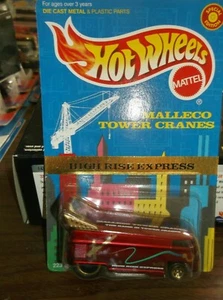 For ages over 3 years
DIE CAST METAL & PLASTIC PARTS
SPECIAL
Hot Wheels
MATTEL
MALLECO
TOWER CRANES
HIGH RISE EXPRESS